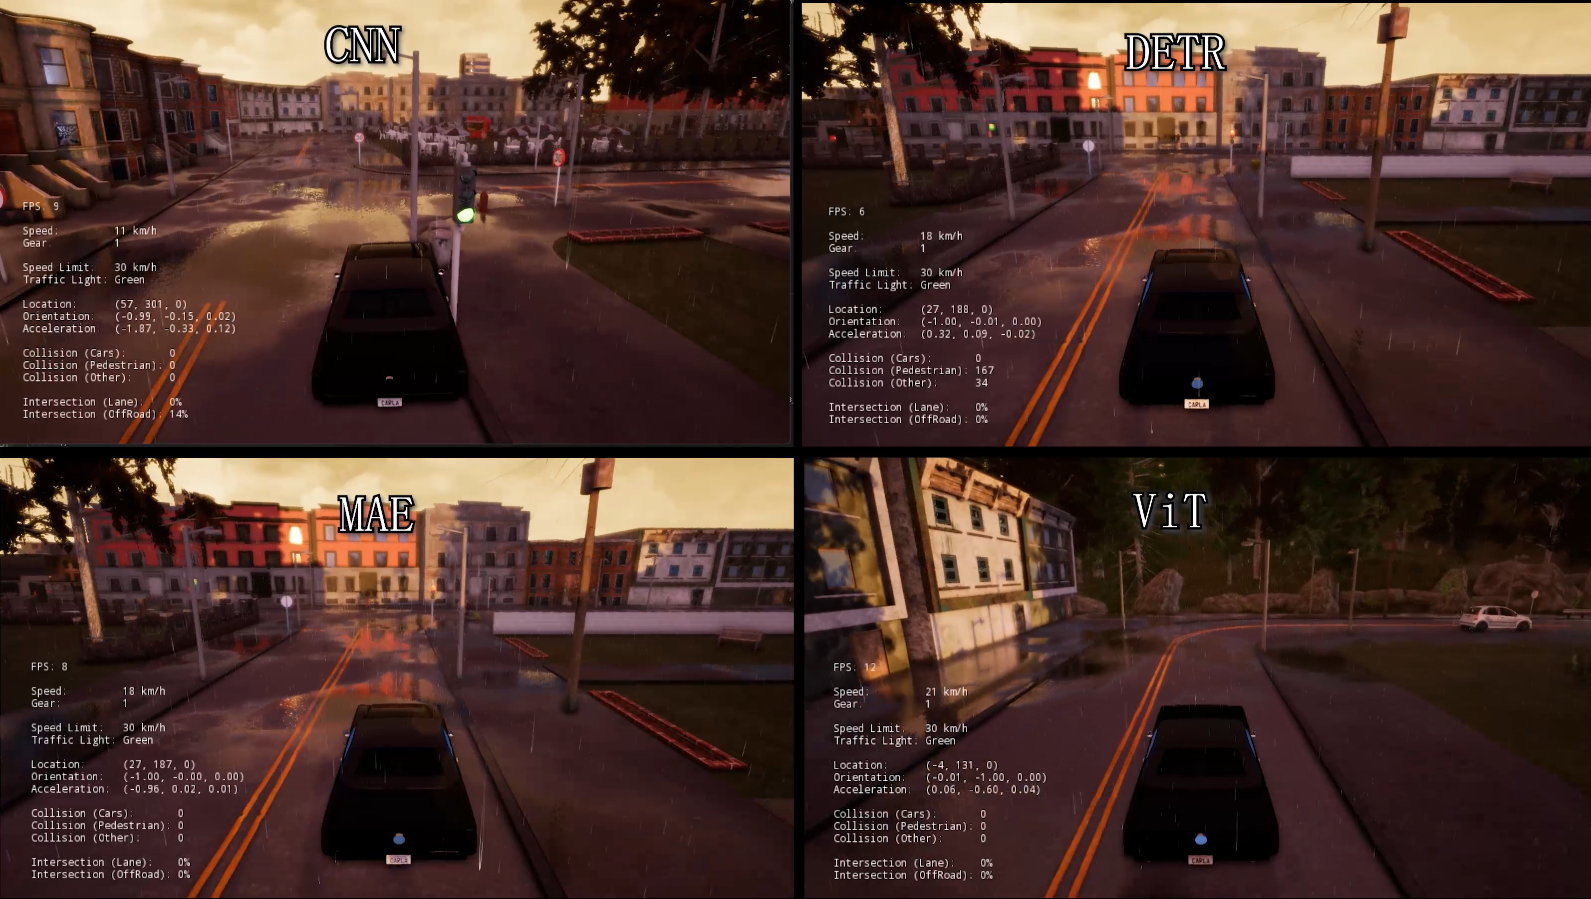 CNN
FPS: 9
Speed: 11 km/h
Gear: 1
Speed Limit: 30 km/h
Traffic Light: Green
Location: (57, 301, 0)
Orientation: (-0.99, -0.15, 0.02)
Acceleration (-1.87, -0.33, 0.12)
Collision (Cars): 0
Collision (Pedestrian): 0
Collision (Other): 0
Intersection (Lane): 0%
Intersection (OffRoad): 14%
CARLA
DETR
FPS: 6
Speed: 18 km/h
Gear: 1
Speed Limit: 30 km/h
Traffic Light: Green
Location: (27, 188, 0)
Orientation: (-1.00, -0.01, 0.00)
Acceleration: (0.32, 0.09, -0.02)
Collision (Cars): 0
Collision (Pedestrian): 167
Collision (Other): 34
Intersection (Lane): 0%
Intersection (OffRoad): 0%
CARLA
MAE
FPS: 8
Speed: 18 km/h
Gear: 1
Speed Limit: 30 km/h
Traffic Light: Green
Location: (27, 187, 0)
Orientation: (-1.00, -0.00, 0.00)
Acceleration: (-0.96, 0.02, 0.01)
Collision (Cars): 0
Collision (Pedestrian): 0
Collision (Other): 0
Intersection (Lane): 0%
Intersection (OffRoad): 0%
CARLA
ViT
FPS: 12
Speed: 21 km/h
Gear: 1
Speed Limit: 30 km/h
Traffic Light: Green
Location: (-4, 131, 0)
Orientation: (-0.01, -1.00, 0.00)
Acceleration: (0.06, -0.60, 0.04)
Collision (Cars): 0
Collision (Pedestrian): 0
Collision (Other): 0
Intersection (Lane): 0%
Intersection (OffRoad): 0%
CARLA